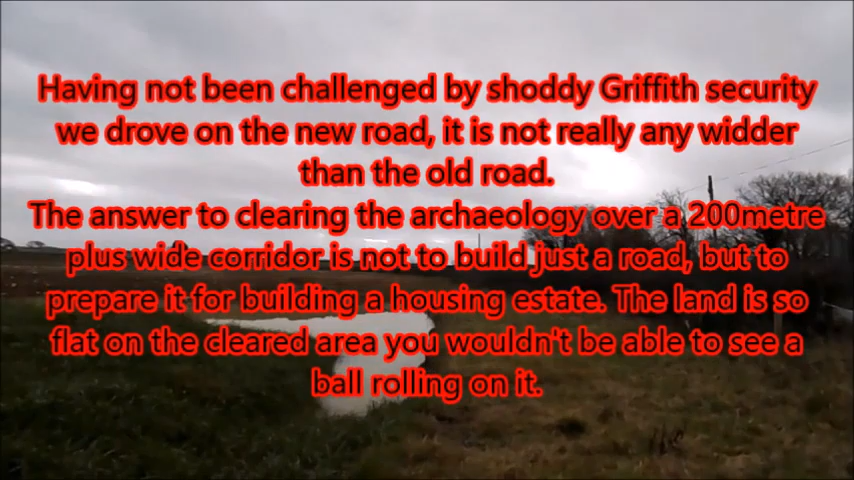 Having not been challenged by shoddy Griffith security
we drove on the new road, it is not really any widder
than the old road.
The answer to clearing the archaeology over a 200metre
plus wide corridor is not to build just a road, but to
prepare it for building a housing estate. The land is so
flat on the cleared area you wouldn't be able to see a
ball rolling on it.